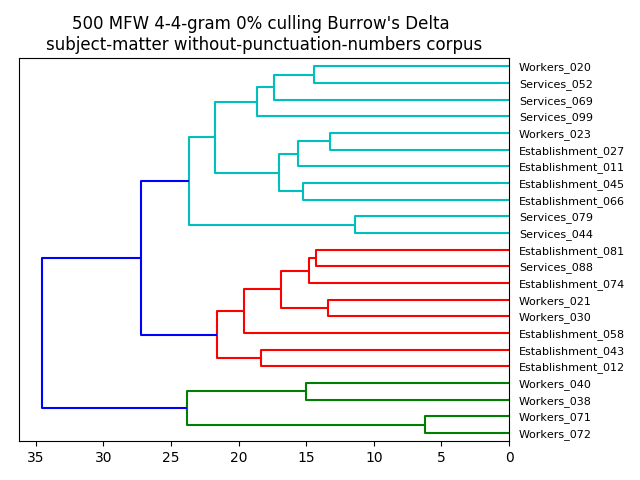 500 MFW 4-4-gram 0% culling Burrow's Delta
subject-matter without-punctuation-numbers corpus
Workers_020
Services_052
Services_069
Services_099
Workers_023
Establishment_027
Establishment_011
Establishment_045
Establishment_066
Services_079
Services_044
Establishment_081
Services_088
Establishment_074
Workers_021
Workers_030
Establishment_058
Establishment_043
Establishment_012
Workers_040
Workers_038
Workers_071
Workers_072
35 30 25 20 15 10 5 0